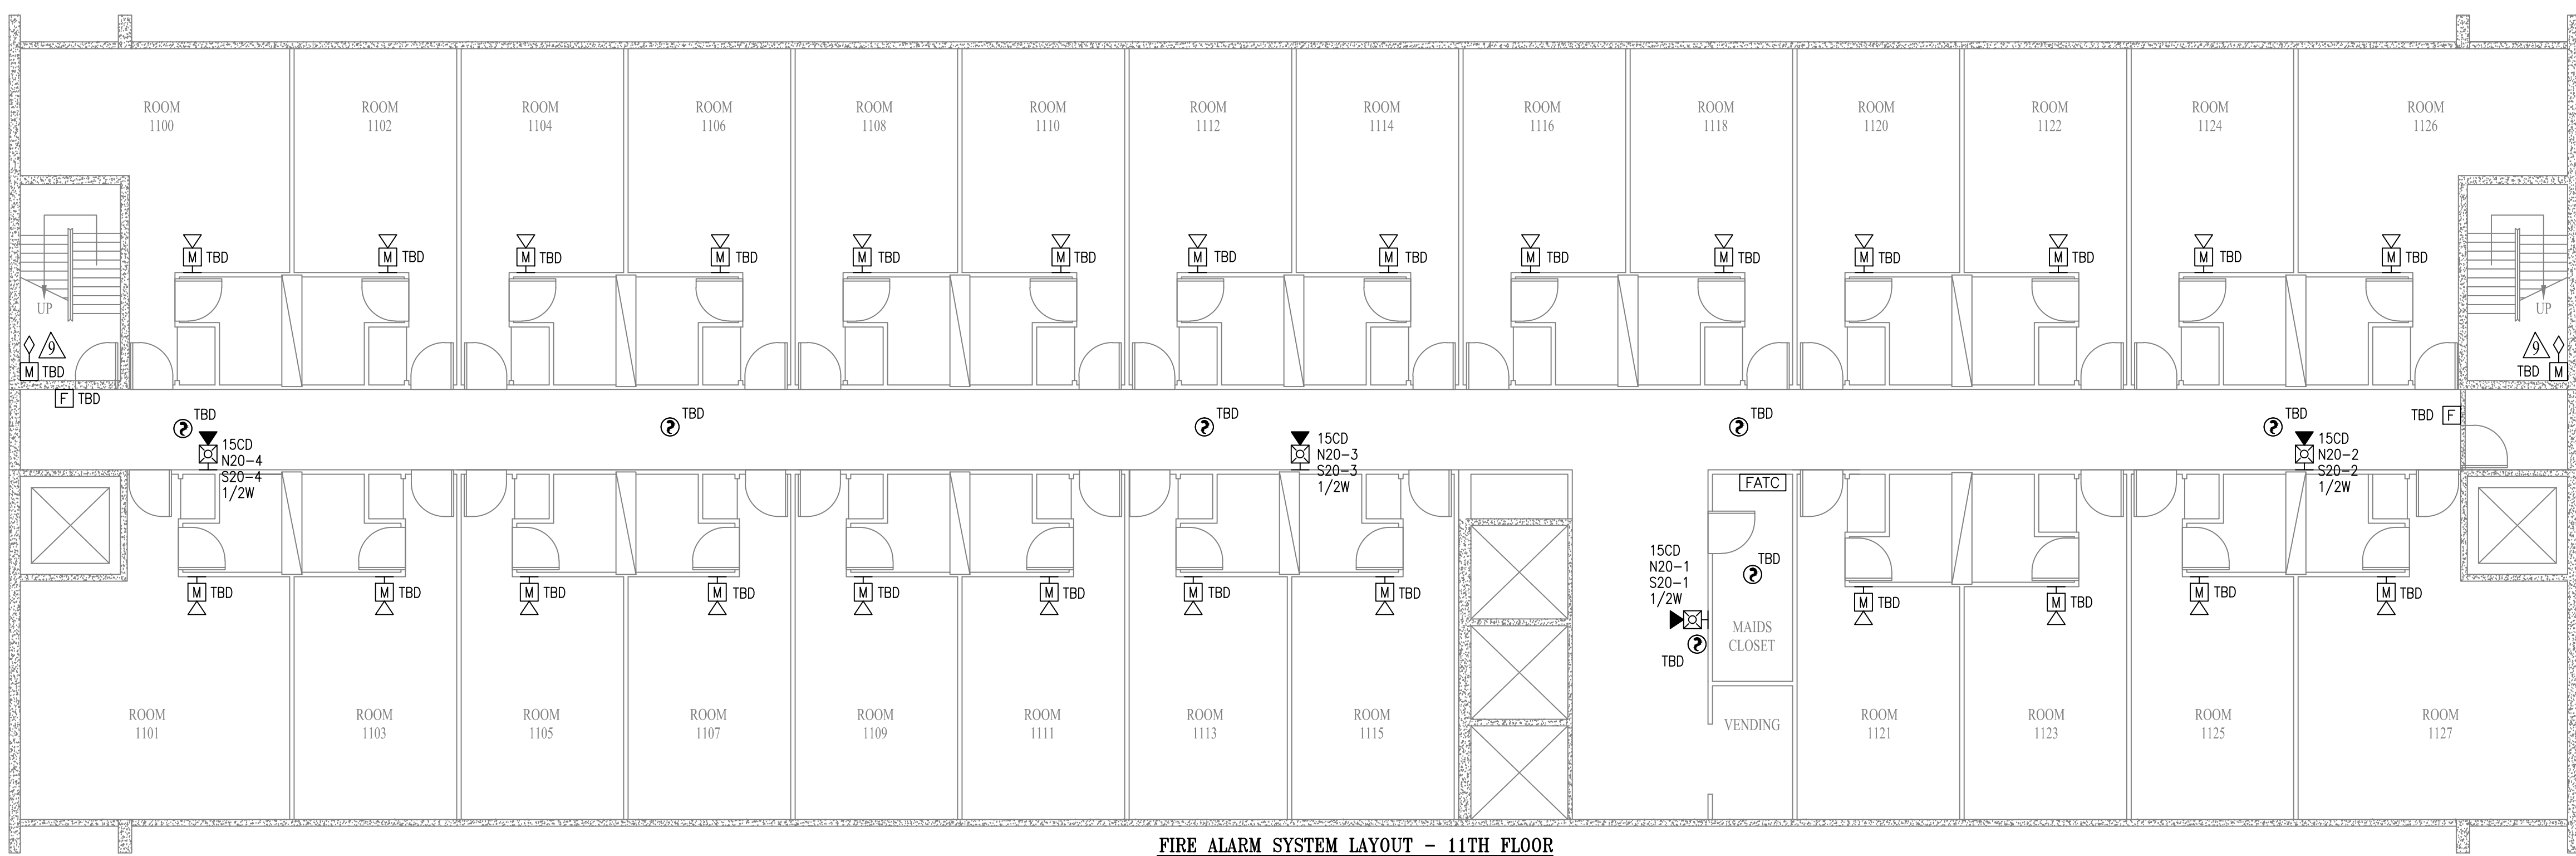 ROOM
1100
ROOM
1102
ROOM
1104
ROOM
1106
ROOM
1108
ROOM
1110
ROOM
1112
ROOM
1114
ROOM
1116
ROOM
1118
ROOM
1120
ROOM
1122
ROOM
1124
ROOM
1126
M TBD
M TBD
M TBD
M TBD
M TBD
M TBD
M TBD
M TBD
M TBD
M TBD
M TBD
M TBD
M TBD
M TBD
UP
UP
9
M TBD
9
TBD M
F TBD
TBD
TBD
TBD
TBD
TBD
TBD F
15CD
N20-4
S20-4
1/2W
15CD
N20-3
S20-3
1/2W
15CD
N20-2
S20-2
1/2W
FATC
15CD
N20-1
S20-1
1/2W
TBD
TBD
MAIDS
CLOSET
VENDING
M TBD
M TBD
M TBD
M TBD
M TBD
M TBD
M TBD
M TBD
M TBD
M TBD
M TBD
M TBD
ROOM
1101
ROOM
1103
ROOM
1105
ROOM
1107
ROOM
1109
ROOM
1111
ROOM
1113
ROOM
1115
ROOM
1121
ROOM
1123
ROOM
1125
ROOM
1127
FIRE ALARM SYSTEM LAYOUT - 11TH FLOOR